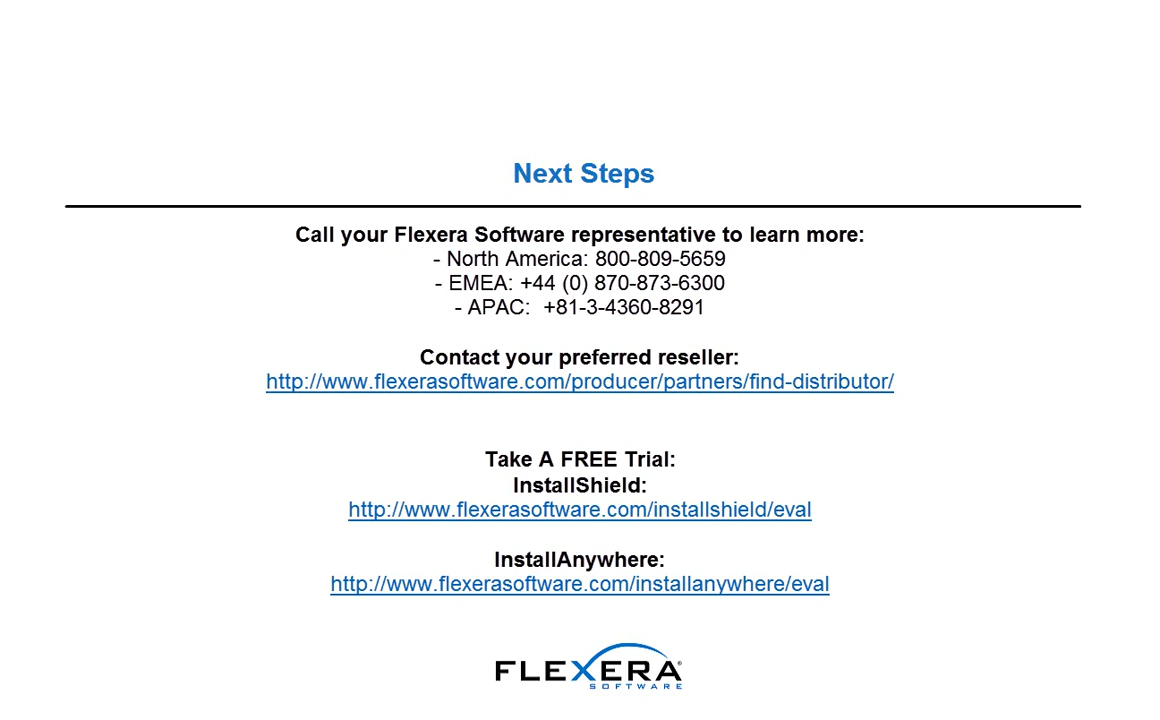 Next Steps
Call your Flexera Software representative to learn more:
- North America: 800-809-5659
- EMEA: +44 (0) 870-873-6300
- APAC:  +81-3-4360-8291
Contact your preferred reseller:
http://www.flexerasoftware.com/producer/partners/find-distributor/
Take A FREE Trial:
InstallShield:
http://www.flexerasoftware.com/installshield/eval
InstallAnywhere:
http://www.flexerasoftware.com/installanywhere/eval
FLEXERA®
SOFTWARE